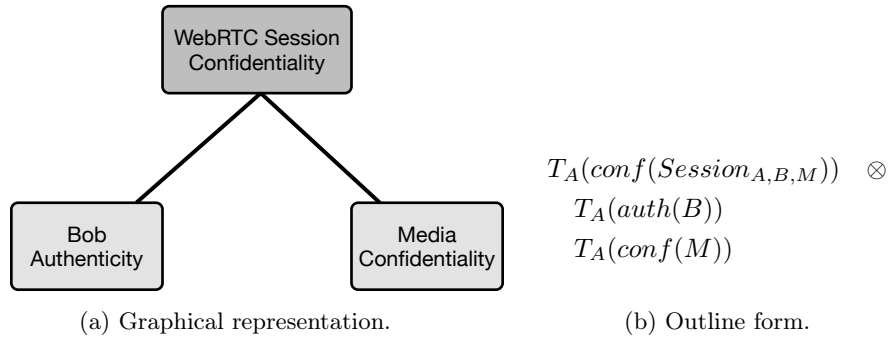 WebRTC Session
Confidentiality
Bob
Authenticity
Media
Confidentiality
(a) Graphical representation.
T_A(conf(Session_{A,B,M})) ⊗
T_A(auth(B))
T_A(conf(M))
(b) Outline form.